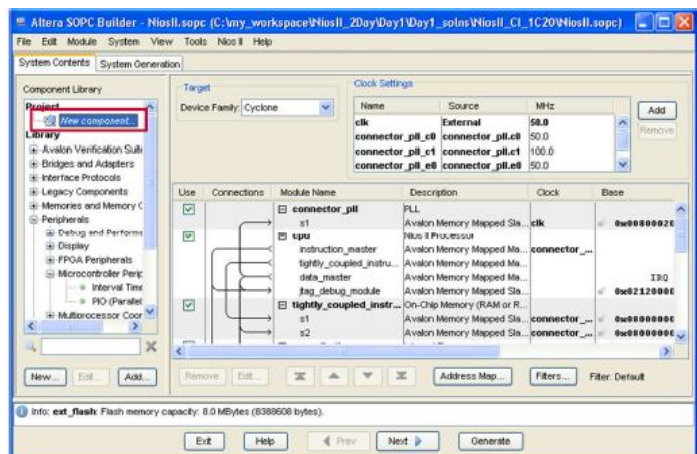 Altera SOPC Builder - NiosII.sopc (C:\my_workspace\NiosII_2Day\Day1\Day1_solns\NiosII_CI_1C20\NiosII.sopc)
File Edit Module System View Tools Nios II Help
System Contents System Generation
Component Library
Project
New component...
Library
Avalon Verification Suite
Bridges and Adapters
Interface Protocols
Legacy Components
Memories and Memory C
Peripherals
Debug and Performa
Display
FPGA Peripherals
Microcontroller Perip
Interval Time
PIO (Parallel
Multiprocessor Coor
New... Edit... Add...
Target
Device Family: Cyclone
Clock Settings
Name Source MHz
clk External 50.0
connector_pll_c0 connector_pll.c0 50.0
connector_pll_c1 connector_pll.c1 100.0
connector_pll_e0 connector_pll.e0 50.0
Add
Remove
Use Connections Module Name Description Clock Base
connector_pll PLL
s1 Avalon Memory Mapped Sla... clk 0x00800020
cpu Nios II Processor
instruction_master Avalon Memory Mapped Ma... connector_...
tightly_coupled_instru... Avalon Memory Mapped Ma...
data_master Avalon Memory Mapped Ma... IRQ
jtag_debug_module Avalon Memory Mapped Sla... 0x02120000
tightly_coupled_instr... On-Chip Memory (RAM or R...
s1 Avalon Memory Mapped Sla... connector_... 0x08000000
s2 Avalon Memory Mapped Sla... connector_... 0x08000000
Remove Edit... Address Map... Filters... Filter: Default
Info: ext_flash: Flash memory capacity: 8.0 MBytes (8388608 bytes).
Exit Help Prev Next Generate